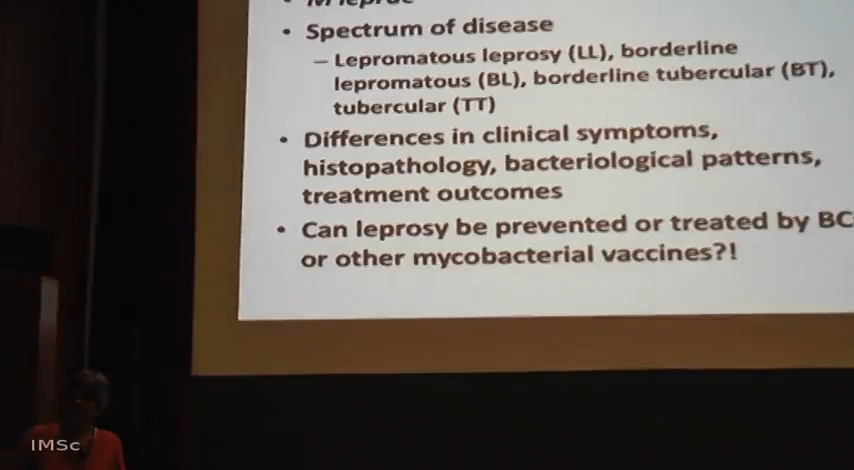 • Spectrum of disease
– Lepromatous leprosy (LL), borderline
lepromatous (BL), borderline tubercular (BT),
tubercular (TT)
• Differences in clinical symptoms,
histopathology, bacteriological patterns,
treatment outcomes
• Can leprosy be prevented or treated by BC
or other mycobacterial vaccines?!
IMSc